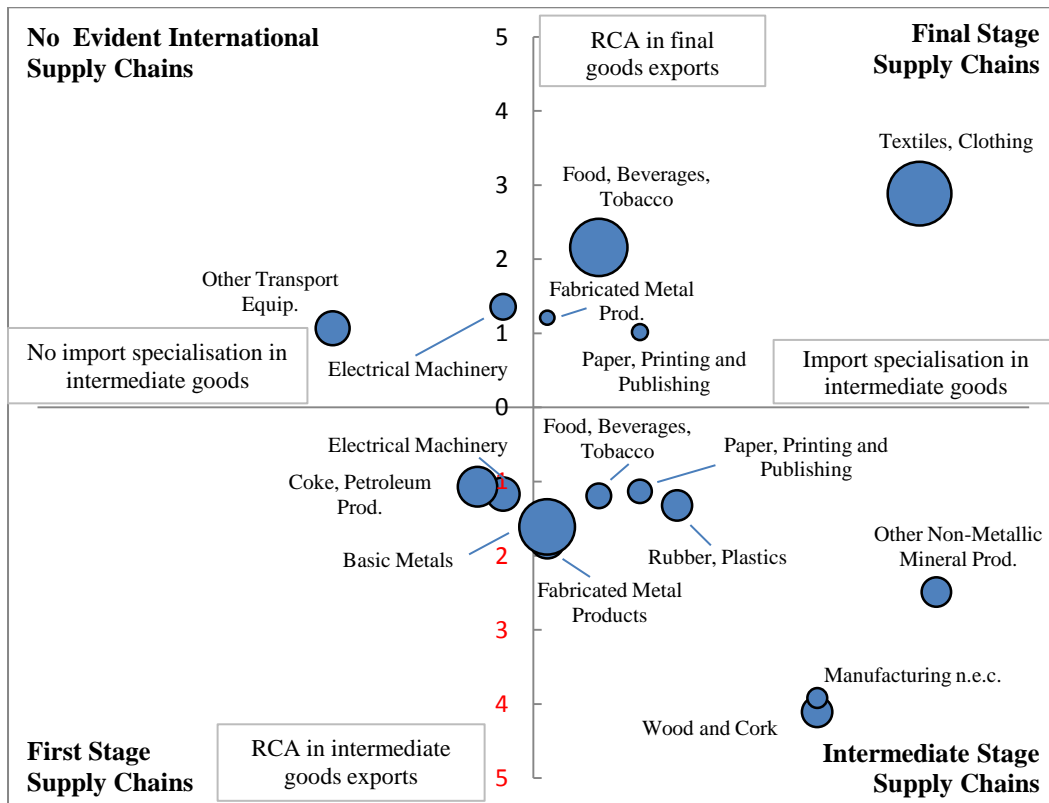 No Evident International
Supply Chains
5
RCA in final
goods exports
Final Stage
Supply Chains
4
Textiles, Clothing
3
Food, Beverages,
Tobacco
2
Other Transport
Equip.
Fabricated Metal
Prod.
1
No import specialisation in
intermediate goods
Electrical Machinery
Paper, Printing and
Publishing
Import specialisation in
intermediate goods
0
Electrical Machinery
Food, Beverages,
Tobacco
Paper, Printing and
Publishing
Coke, Petroleum
Prod.
1
Basic Metals
2
Rubber, Plastics
Other Non-Metallic
Mineral Prod.
Fabricated Metal
Products
3
Manufacturing n.e.c.
4
Wood and Cork
First Stage
Supply Chains
RCA in intermediate
goods exports
5
Intermediate Stage
Supply Chains